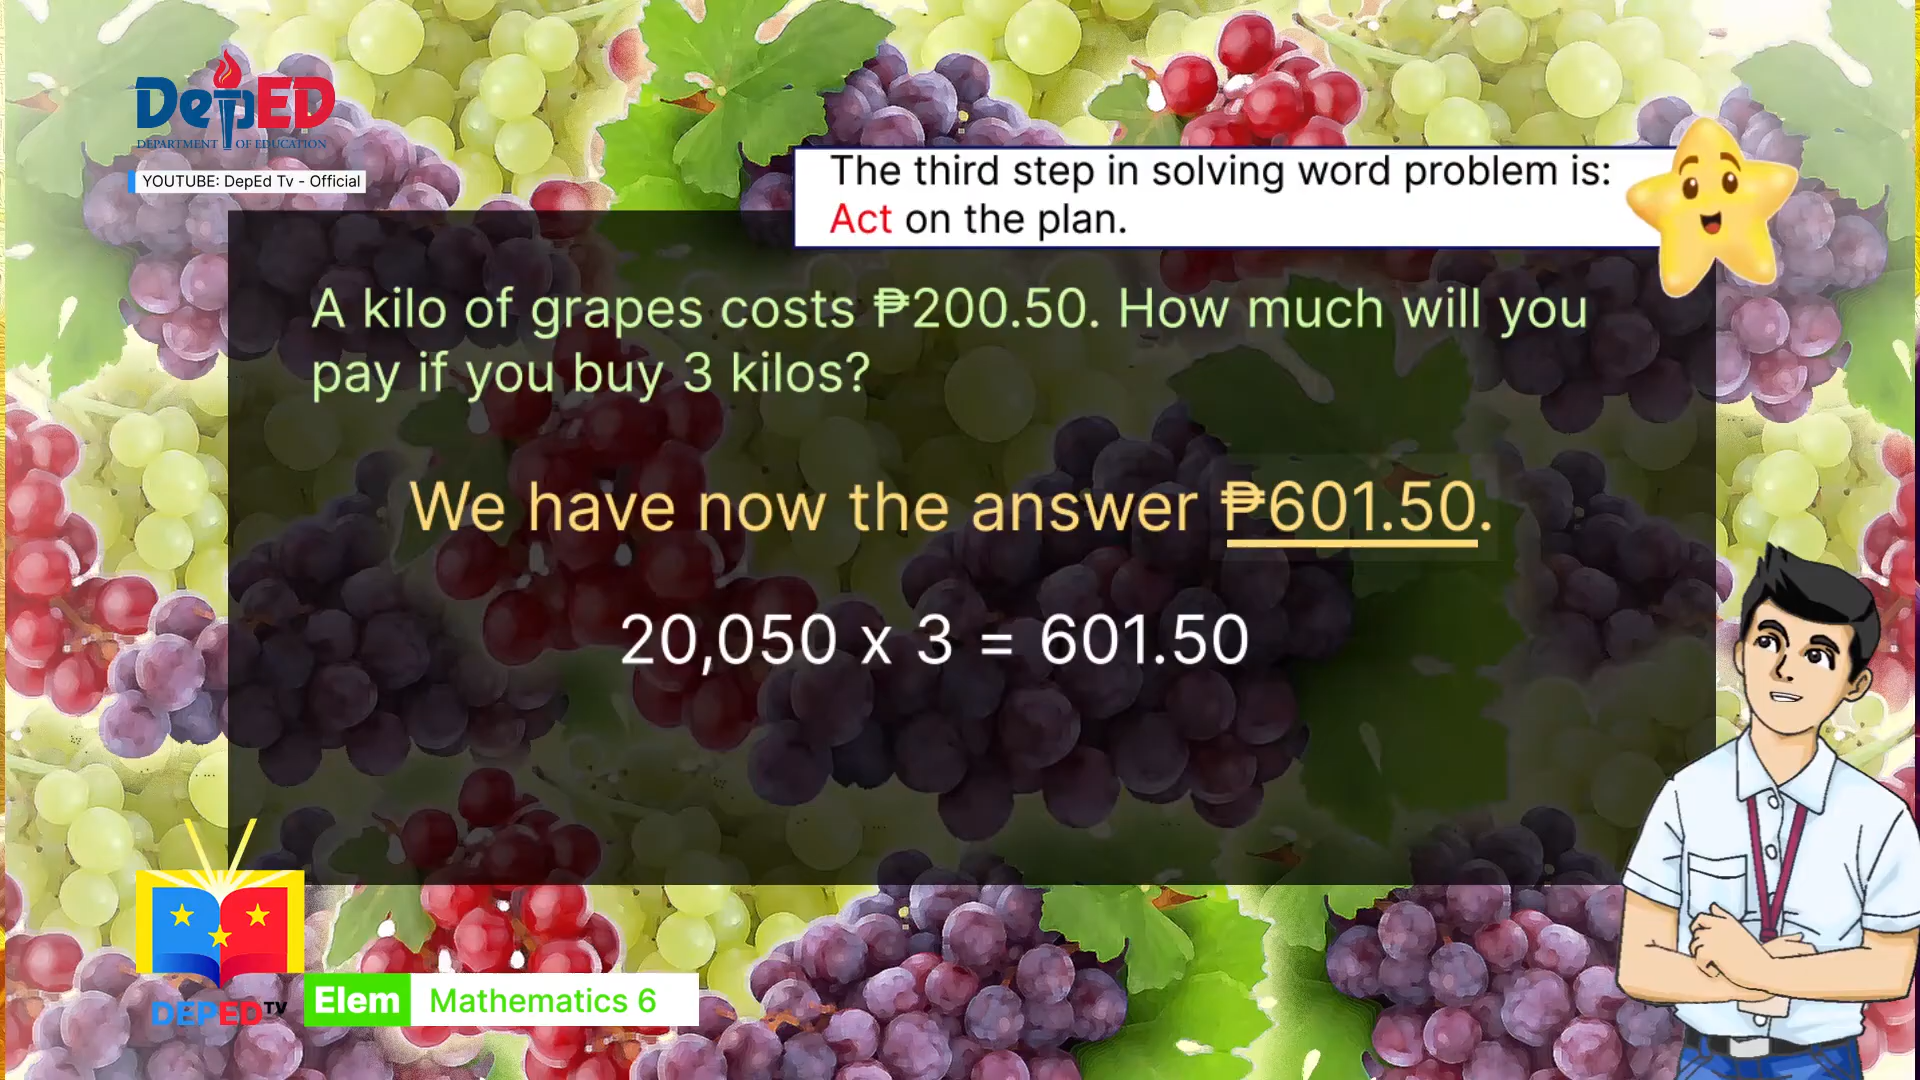 DepED
DEPARTMENT OF EDUCATION
YOUTUBE: DepEd Tv - Official
The third step in solving word problem is:
Act on the plan.
A kilo of grapes costs ₱200.50. How much will you
pay if you buy 3 kilos?
We have now the answer ₱601.50.
20,050 x 3 = 601.50
DEPED TV
Elem Mathematics 6